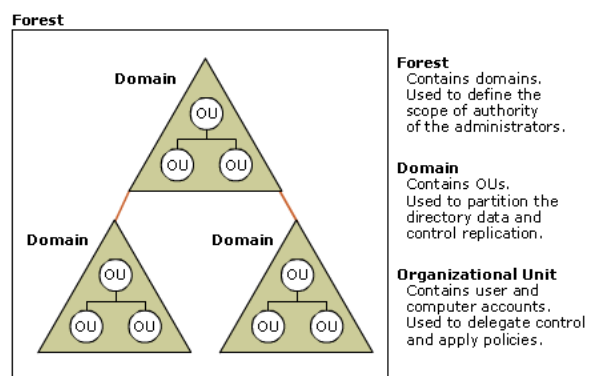 Forest
Domain
OU
OU OU
Domain
OU
OU OU
Domain
OU
OU OU
Forest
Contains domains.
Used to define the
scope of authority
of the administrators.
Domain
Contains OUs.
Used to partition the
directory data and
control replication.
Organizational Unit
Contains user and
computer accounts.
Used to delegate control
and apply policies.